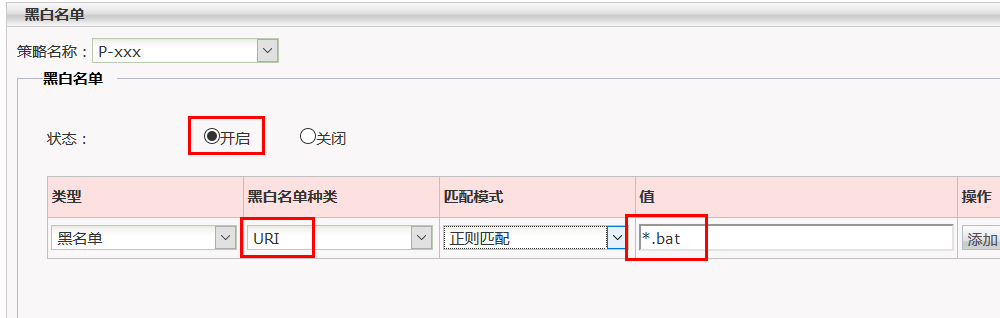 黑白名单
策略名称： P-xxx
黑白名单
状态： 开启 关闭
类型 黑白名单种类 匹配模式 值 操作
黑名单 URI 正则匹配 *.bat 添加